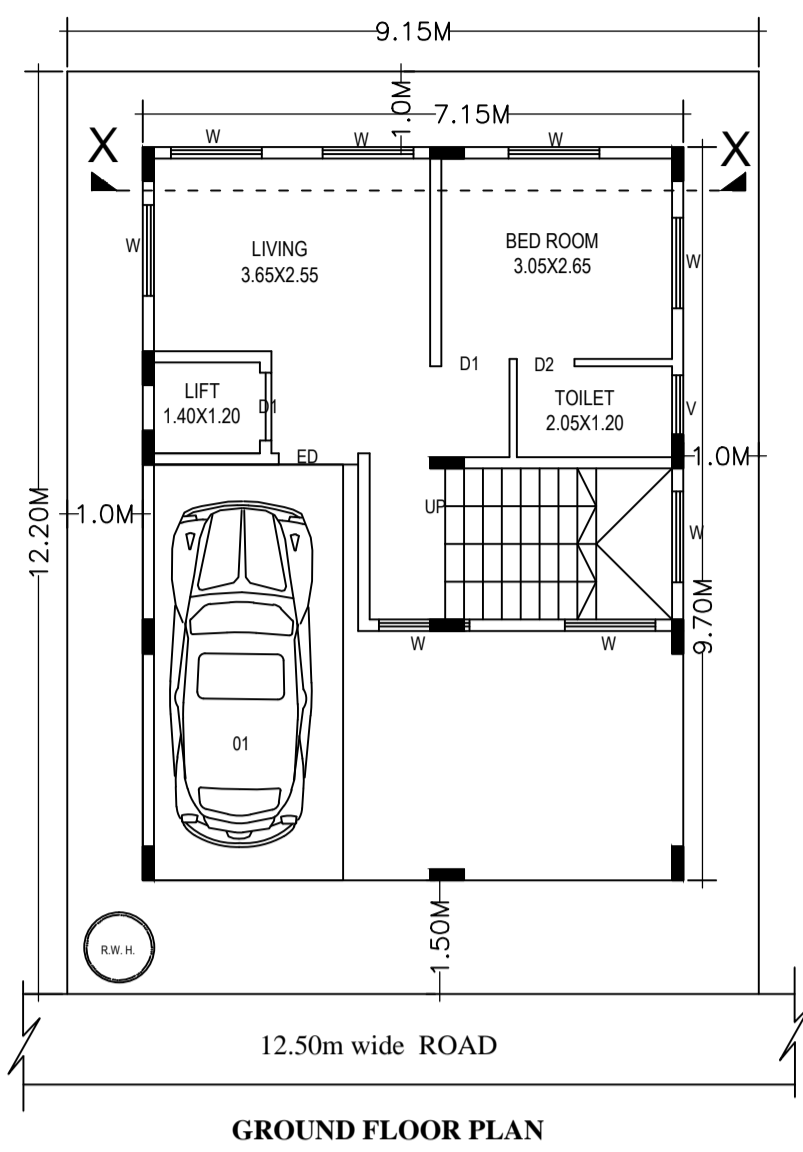 9.15M
1.0M
7.15M
W
W
W
X
X
W
LIVING
3.65X2.55
BED ROOM
3.05X2.65
W
D1
D2
LIFT
1.40X1.20
D1
TOILET
2.05X1.20
V
ED
1.0M
12.20M
1.0M
UP
W
9.70M
W
W
01
1.50M
R.W. H.
12.50m wide ROAD
GROUND FLOOR PLAN